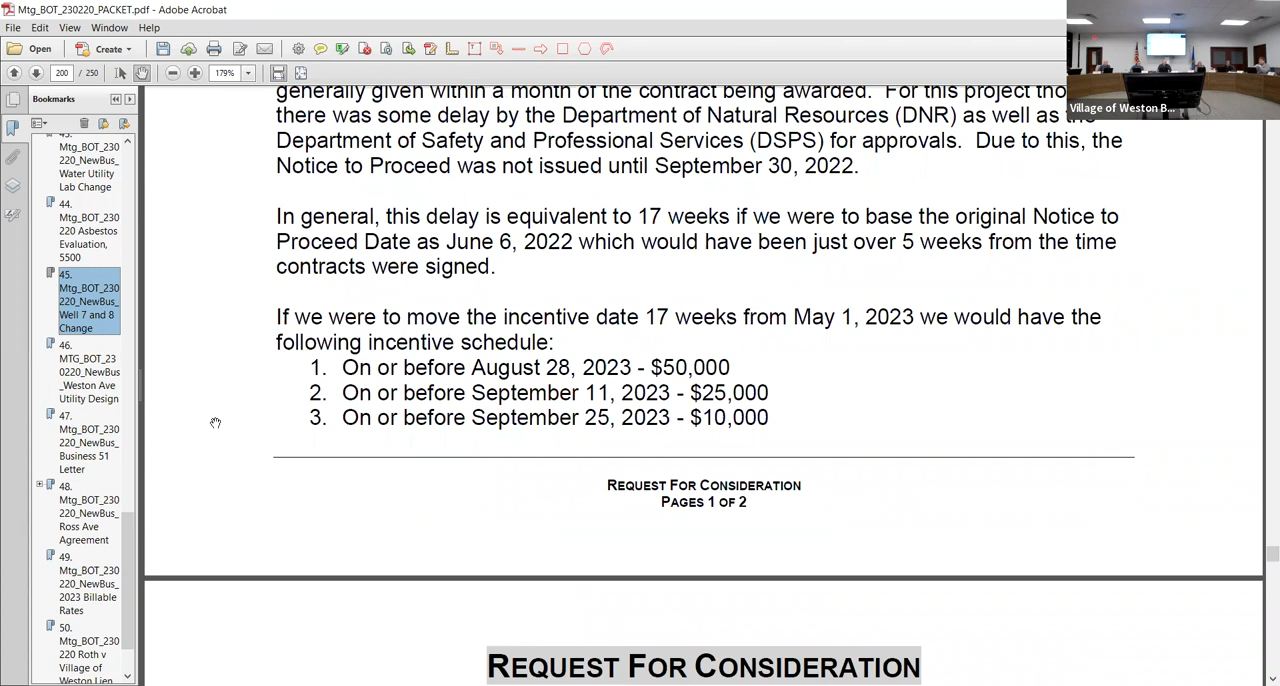 Mtg_BOT_230220_PACKET.pdf - Adobe Acrobat
File Edit View Window Help
Open Create
200 / 250 179%
Bookmarks
45.
Mtg_BOT_230
220_NewBus_
Water Utility
Lab Change
44.
Mtg_BOT_230
220 Asbestos
Evaluation,
5500
45.
Mtg_BOT_230
220_NewBus_
Well 7 and 8
Change
46.
MTG_BOT_23
0220_NewBus
_Weston Ave
Utility Design
47.
Mtg_BOT_230
220_NewBus_
Business 51
Letter
48.
Mtg_BOT_230
220_NewBus_
Ross Ave
Agreement
49.
Mtg_BOT_230
220_NewBus_
2023 Billable
Rates
50.
Mtg_BOT_230
220 Roth v
Village of
Weston Lien
generally given within a month of the contract being awarded. For this project tho
there was some delay by the Department of Natural Resources (DNR) as well as the
Department of Safety and Professional Services (DSPS) for approvals. Due to this, the
Notice to Proceed was not issued until September 30, 2022.
In general, this delay is equivalent to 17 weeks if we were to base the original Notice to
Proceed Date as June 6, 2022 which would have been just over 5 weeks from the time
contracts were signed.
If we were to move the incentive date 17 weeks from May 1, 2023 we would have the
following incentive schedule:
1. On or before August 28, 2023 - $50,000
2. On or before September 11, 2023 - $25,000
3. On or before September 25, 2023 - $10,000
REQUEST FOR CONSIDERATION
PAGES 1 OF 2
REQUEST FOR CONSIDERATION
Village of Weston B...